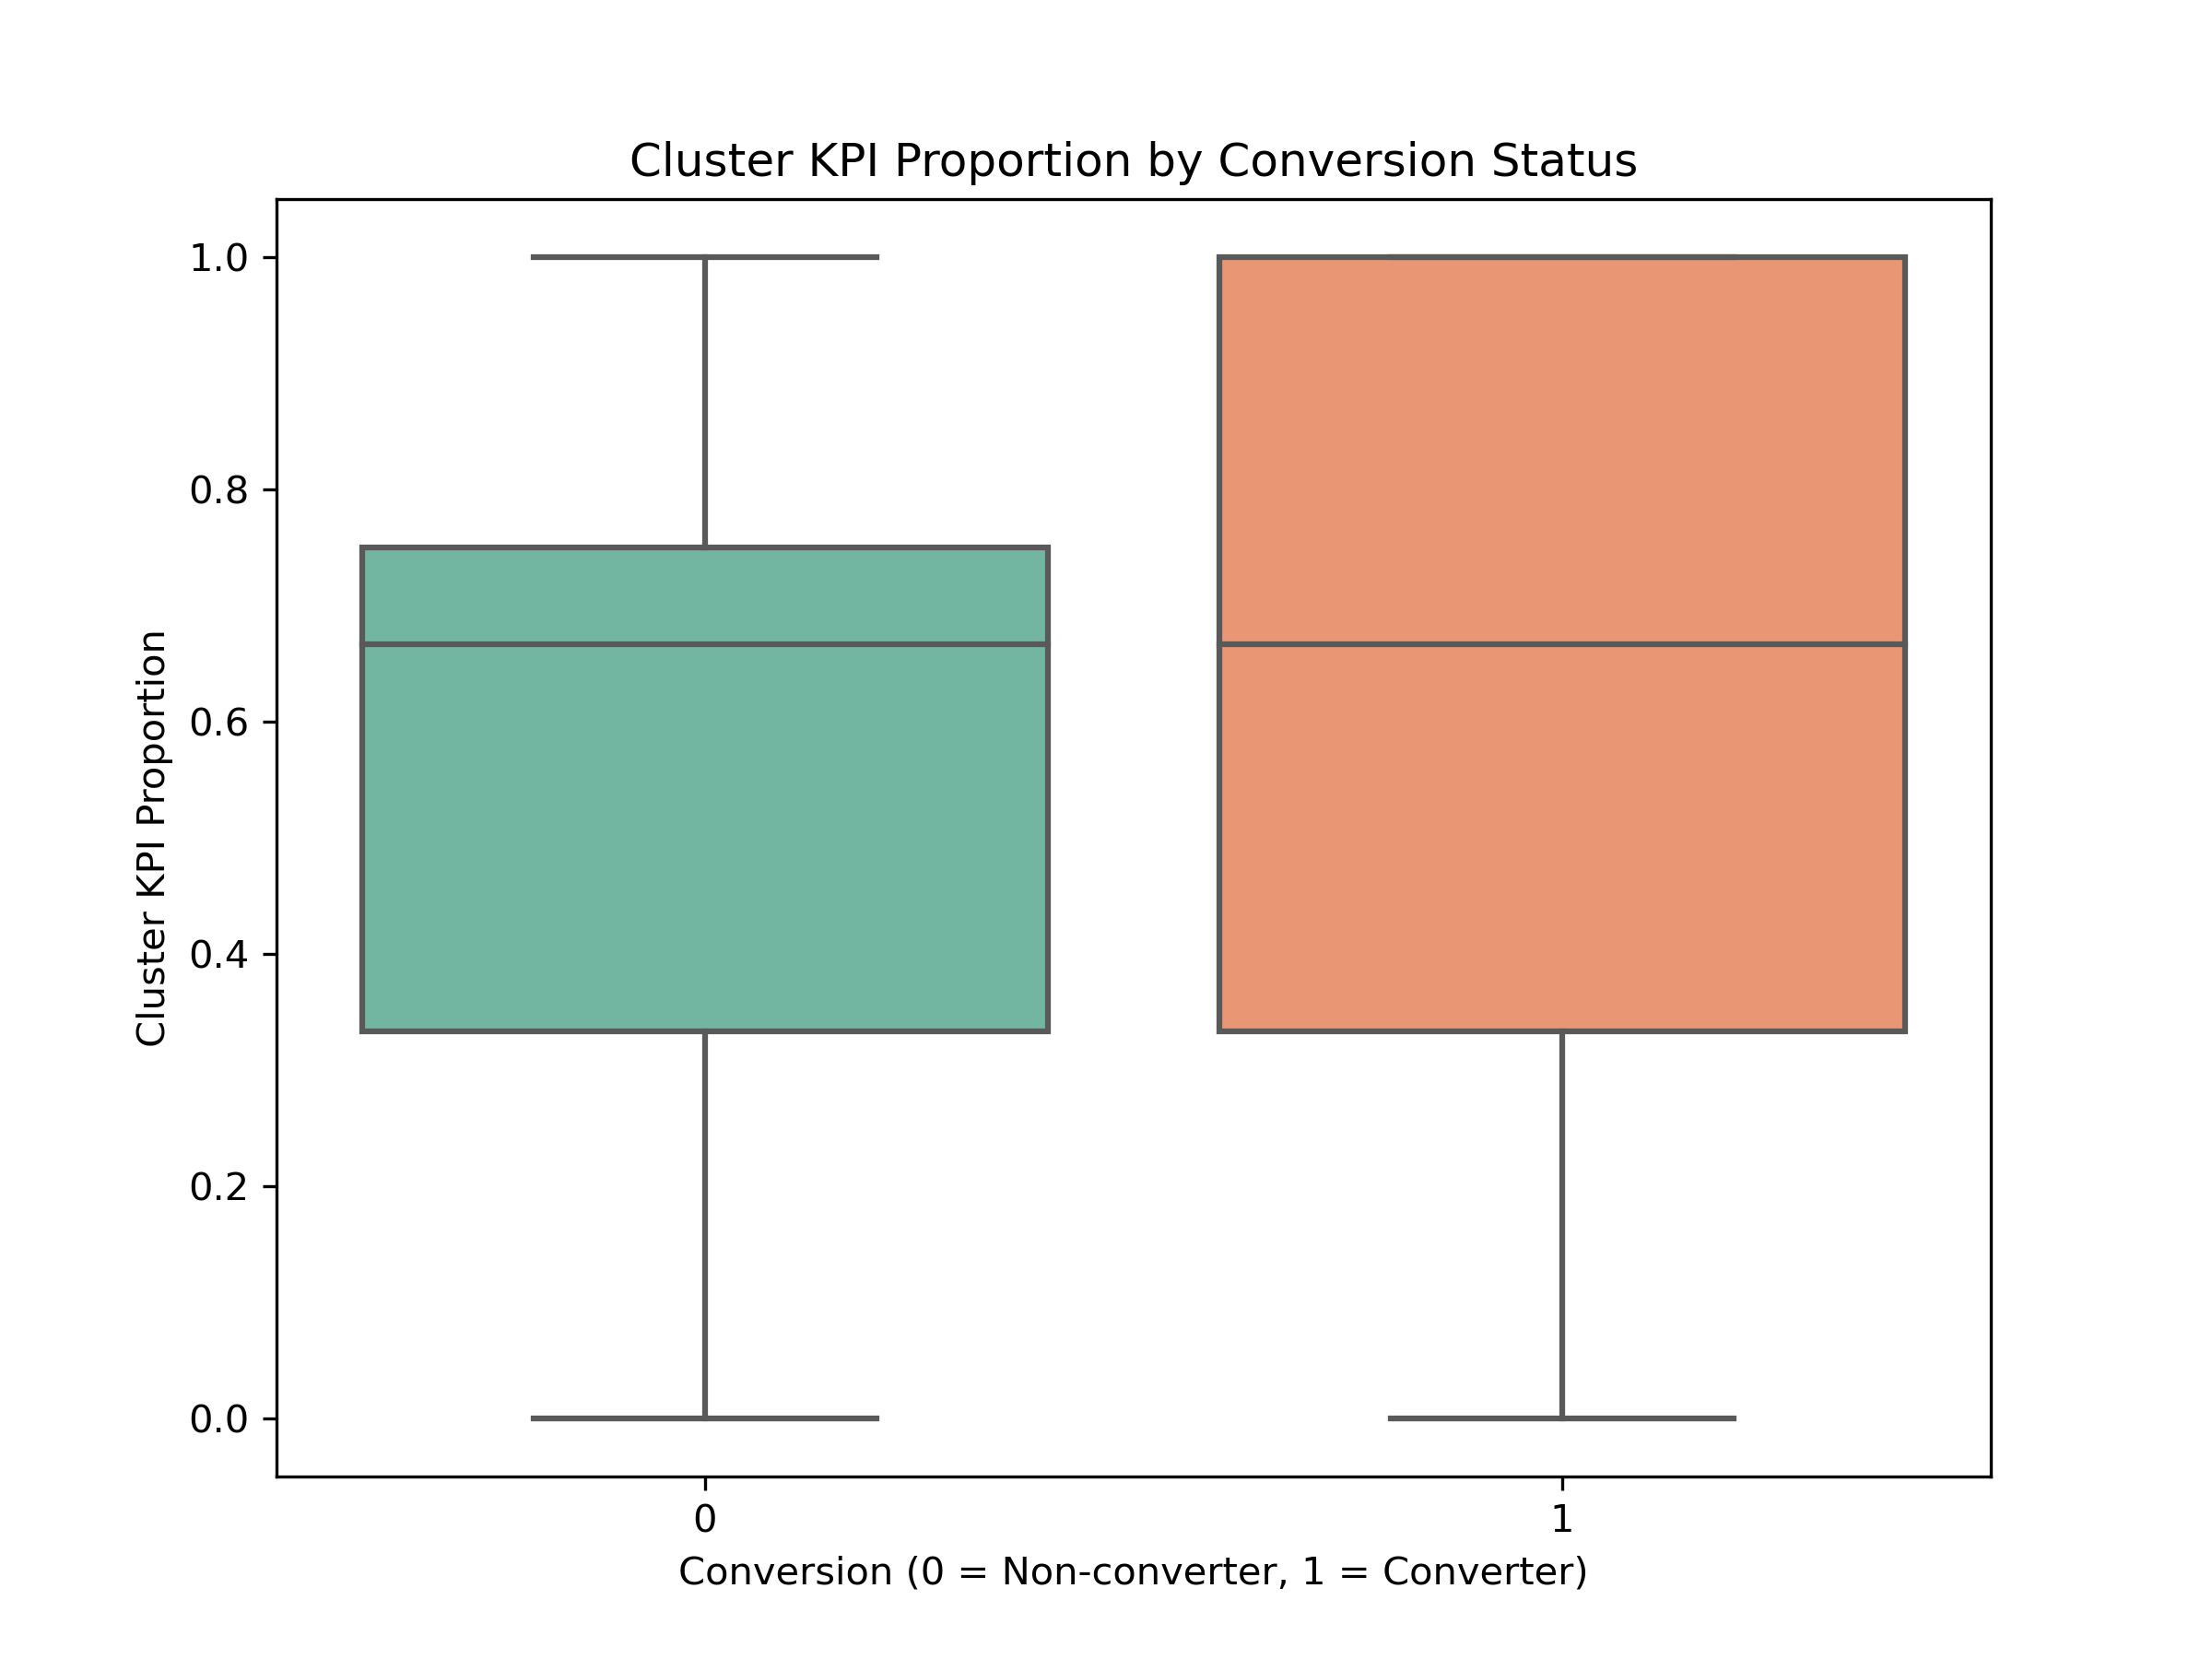 Cluster KPI Proportion by Conversion Status
Cluster KPI Proportion
1.0
0.8
0.6
0.4
0.2
0.0
0
1
Conversion (0 = Non-converter, 1 = Converter)